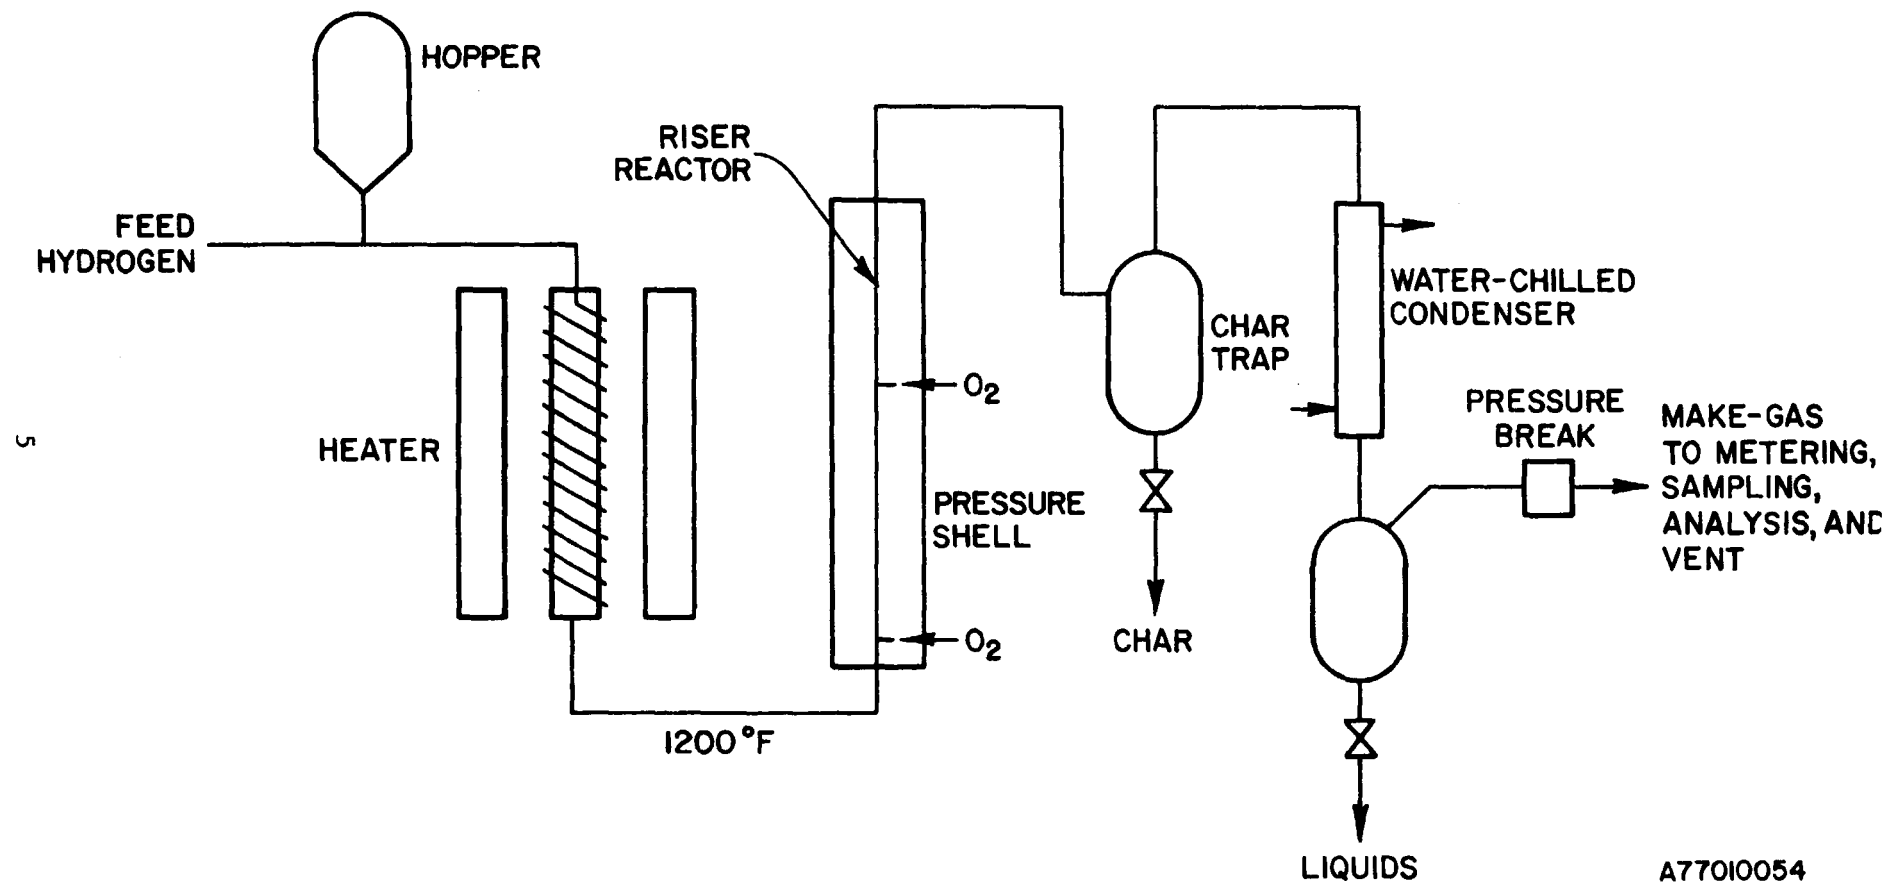 HOPPER
RISER
REACTOR
FEED
HYDROGEN
WATER-CHILLED
CONDENSER
CHAR
TRAP
O2
PRESSURE
BREAK
MAKE-GAS
TO METERING,
SAMPLING,
ANALYSIS, AND
VENT
HEATER
5
PRESSURE
SHELL
O2
CHAR
1200°F
LIQUIDS
A77010054